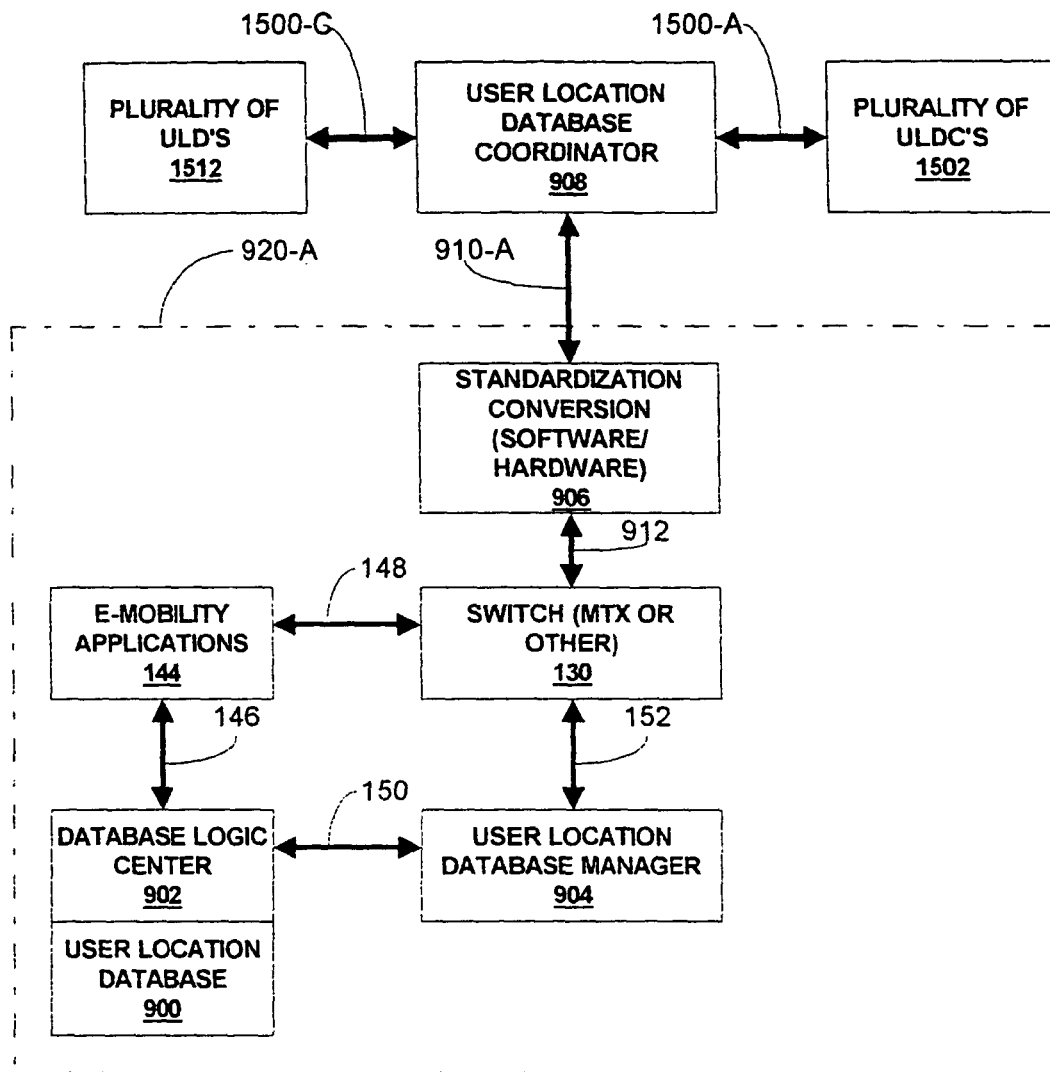 1500-C
1500-A
PLURALITY OF
ULD'S
1512
USER LOCATION
DATABASE
COORDINATOR
908
PLURALITY OF
ULDC'S
1502
920-A
910-A
STANDARDIZATION
CONVERSION
(SOFTWARE/
HARDWARE)
906
912
148
E-MOBILITY
APPLICATIONS
144
SWITCH (MTX OR
OTHER)
130
146
152
150
DATABASE LOGIC
CENTER
902
USER LOCATION
DATABASE MANAGER
904
USER LOCATION
DATABASE
900